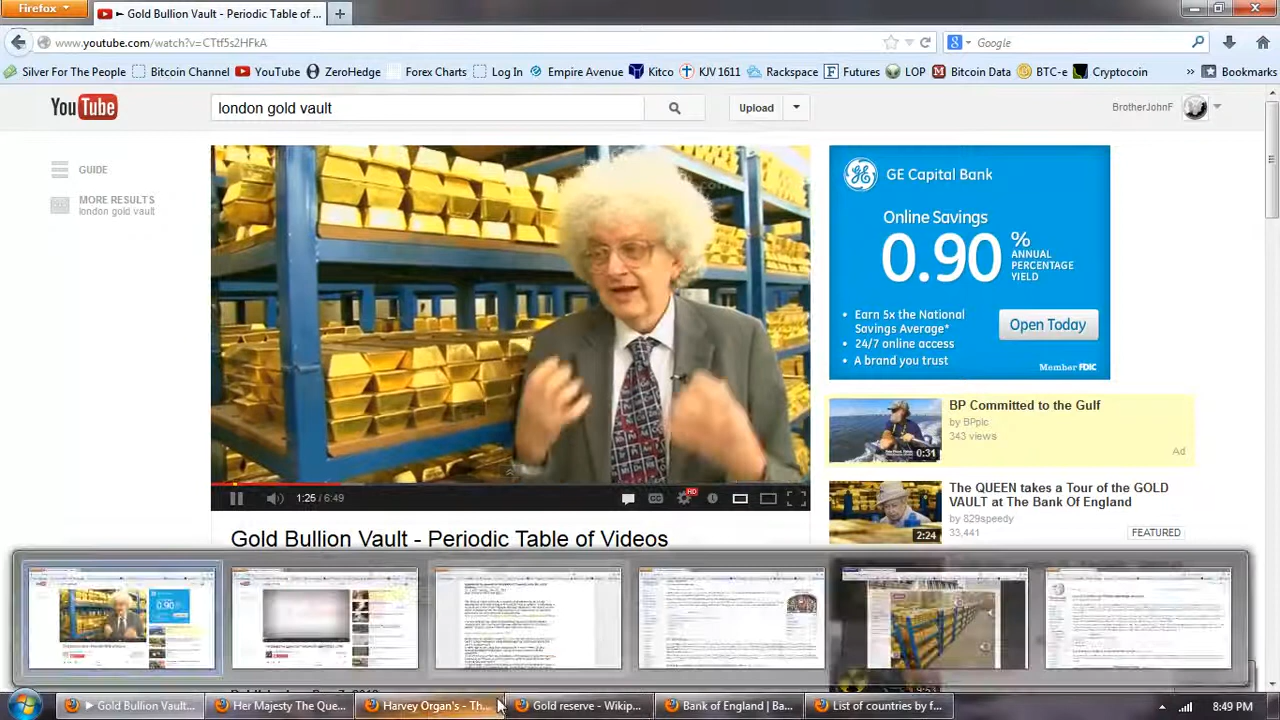 Firefox
► Gold Bullion Vault - Periodic Table of ...
www.youtube.com/watch?v=CTtf5s2HFkA
Google
Silver For The People
Bitcoin Channel
YouTube
ZeroHedge
Forex Charts
Log In
Empire Avenue
Kitco
KJV 1611
Rackspace
Futures
LOP
Bitcoin Data
BTC-e
Cryptocoin
»
Bookmarks
YouTube
london gold vault
Upload
BrotherJohnF
GUIDE
MORE RESULTS
london gold vault
GE Capital Bank
Online Savings
0.90%
ANNUAL
PERCENTAGE
YIELD
• Earn 5x the National
Savings Average*
• 24/7 online access
• A brand you trust
Open Today
Member FDIC
BP Committed to the Gulf
by BPplc
343 views
0:31
Ad
The QUEEN takes a Tour of the GOLD
VAULT at The Bank Of England
by 829speedy
33,441
FEATURED
2:24
1:25 / 6:49
HD
Gold Bullion Vault - Periodic Table of Videos
9:53
► Gold Bullion Vault...
Her Majesty The Que...
Harvey Organ's - Th...
Gold reserve - Wikip...
Bank of England | Ba...
List of countries by f...
8:49 PM